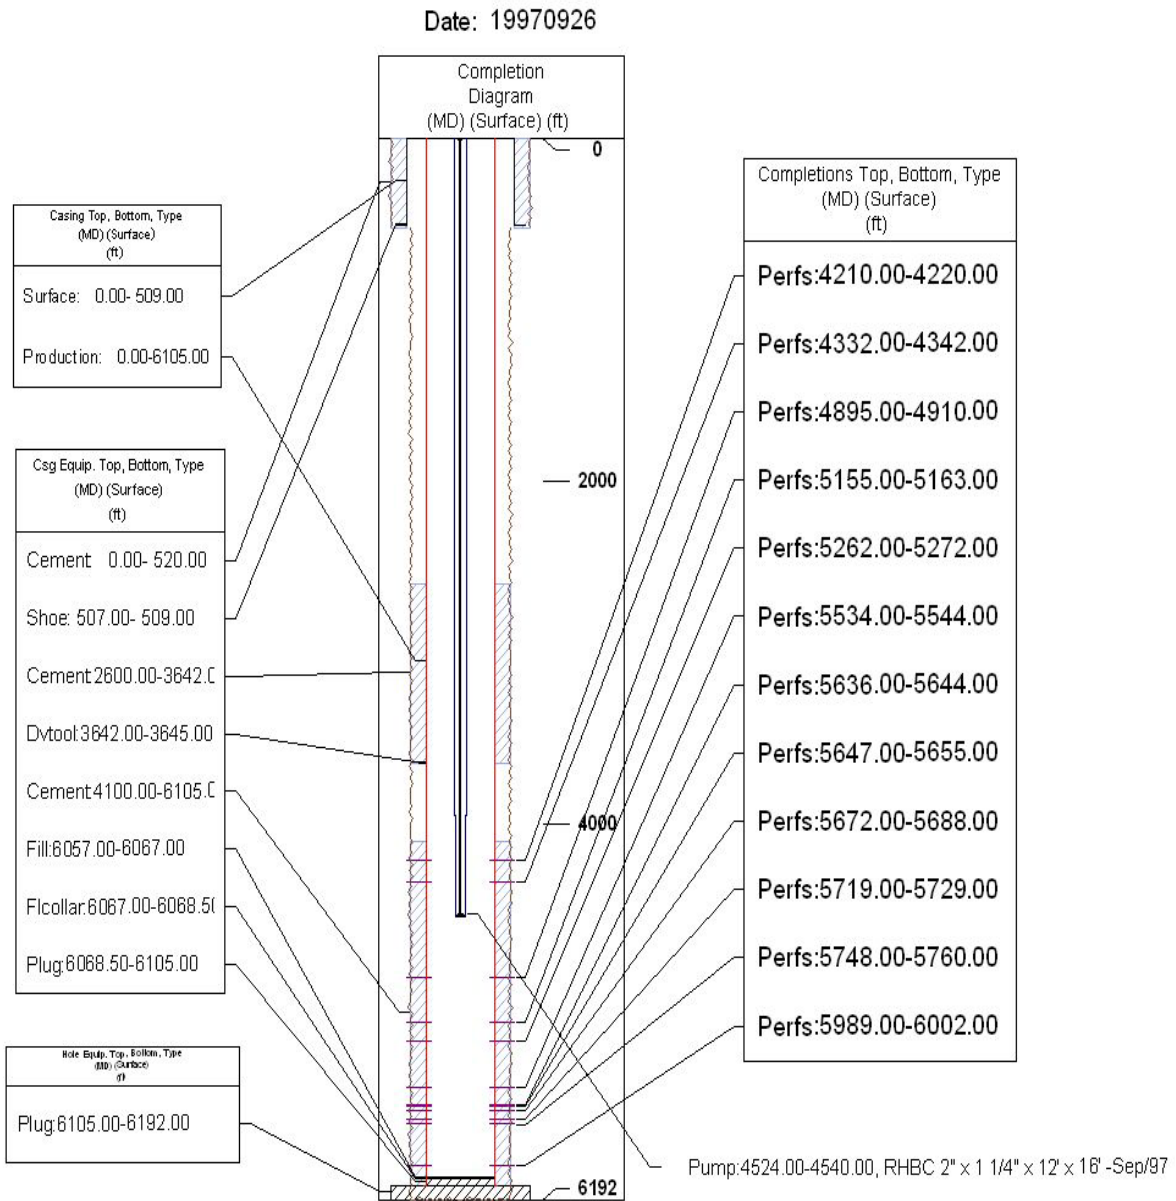 Date: 19970926
Completion
Diagram
(MD) (Surface) (ft)
0
2000
4000
6192
Casing Top, Bottom, Type
(MD) (Surface)
(ft)
Surface: 0.00- 509.00
Production: 0.00-6105.00
Csg Equip. Top, Bottom, Type
(MD) (Surface)
(ft)
Cement 0.00- 520.00
Shoe: 507.00- 509.00
Cement:2600.00-3642.0
Dvtool:3642.00-3645.00
Cement:4100.00-6105.0
Fill:6057.00-6067.00
Flcollar:6067.00-6068.50
Plug:6068.50-6105.00
Hole Equip. Top, Bottom, Type
(MD) (Surface)
(ft)
Plug:6105.00-6192.00
Completions Top, Bottom, Type
(MD) (Surface)
(ft)
Perfs:4210.00-4220.00
Perfs:4332.00-4342.00
Perfs:4895.00-4910.00
Perfs:5155.00-5163.00
Perfs:5262.00-5272.00
Perfs:5534.00-5544.00
Perfs:5636.00-5644.00
Perfs:5647.00-5655.00
Perfs:5672.00-5688.00
Perfs:5719.00-5729.00
Perfs:5748.00-5760.00
Perfs:5989.00-6002.00
Pump:4524.00-4540.00, RHBC 2" x 1 1/4" x 12' x 16' -Sep/97